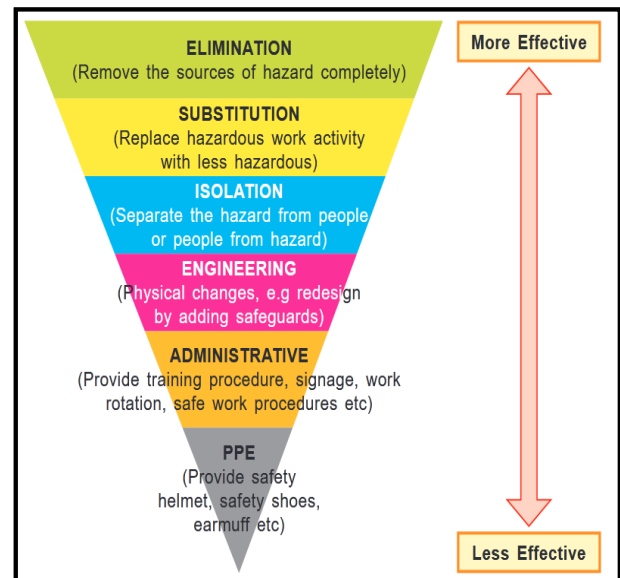 ELIMINATION
(Remove the sources of hazard completely)
SUBSTITUTION
(Replace hazardous work activity
with less hazardous)
ISOLATION
(Separate the hazard from people
or people from hazard)
ENGINEERING
(Physical changes, e.g redesign
by adding safeguards)
ADMINISTRATIVE
(Provide training procedure, signage, work
rotation, safe work procedures etc)
PPE
(Provide safety
helmet, safety shoes,
earmuff etc)
More Effective
Less Effective